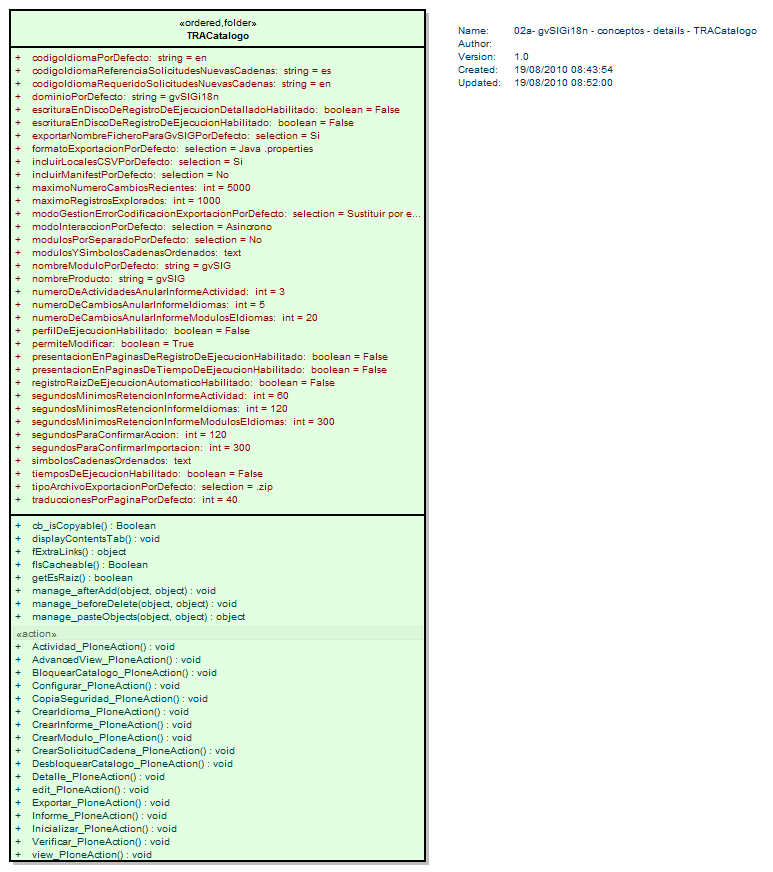 «ordered,folder»
TRACatalogo
+ codigoIdiomaPorDefecto: string = en
+ codigoIdiomaReferenciaSolicitudesNuevasCadenas: string = es
+ codigoIdiomaRequeridoSolicitudesNuevasCadenas: string = en
+ dominioPorDefecto: string = gvSIGi18n
+ escrituraEnDiscoDeRegistroDeEjecucionDetalladoHabilitado: boolean = False
+ escrituraEnDiscoDeRegistroDeEjecucionHabilitado: boolean = False
+ exportarNombreFicheroParaGvSIGPorDefecto: selection = Si
+ formatoExportacionPorDefecto: selection = Java .properties
+ incluirLocalesCSVPorDefecto: selection = Si
+ incluirManifestPorDefecto: selection = No
+ maximoNumeroCambiosRecientes: int = 5000
+ maximoRegistrosExplorados: int = 1000
+ modoGestionErrorCodificacionExportacionPorDefecto: selection = Sustituir por e...
+ modoInteraccionPorDefecto: selection = Asincrono
+ modulosPorSeparadoPorDefecto: selection = No
+ modulosYSimbolosCadenasOrdenados: text
+ nombreModuloPorDefecto: string = gvSIG
+ nombreProducto: string = gvSIG
+ numeroDeActividadesAnularInformeActividad: int = 3
+ numeroDeCambiosAnularInformeIdiomas: int = 5
+ numeroDeCambiosAnularInformeModulosEIdiomas: int = 20
+ perfilDeEjecucionHabilitado: boolean = False
+ permiteModificar: boolean = True
+ presentacionEnPaginasDeRegistroDeEjecucionHabilitado: boolean = False
+ presentacionEnPaginasDeTiempoDeEjecucionHabilitado: boolean = False
+ registroRaizDeEjecucionAutomaticoHabilitado: boolean = False
+ segundosMinimosRetencionInformeActividad: int = 60
+ segundosMinimosRetencionInformeIdiomas: int = 120
+ segundosMinimosRetencionInformeModulosEIdiomas: int = 300
+ segundosParaConfirmarAccion: int = 120
+ segundosParaConfirmarImportacion: int = 300
+ simbolosCadenasOrdenados: text
+ tiemposDeEjecucionHabilitado: boolean = False
+ tipoArchivoExportacionPorDefecto: selection = .zip
+ traduccionesPorPaginaPorDefecto: int = 40
+ cb_isCopyable() : Boolean
+ displayContentsTab() : void
+ fExtraLinks() : object
+ fIsCacheable() : Boolean
+ getEsRaiz() : boolean
+ manage_afterAdd(object, object) : void
+ manage_beforeDelete(object, object) : void
+ manage_pasteObjects(object, object) : object
«action»
+ Actividad_PloneAction() : void
+ AdvancedView_PloneAction() : void
+ BloquearCatalogo_PloneAction() : void
+ Configurar_PloneAction() : void
+ CopiaSeguridad_PloneAction() : void
+ CrearIdioma_PloneAction() : void
+ CrearInforme_PloneAction() : void
+ CrearModulo_PloneAction() : void
+ CrearSolicitudCadena_PloneAction() : void
+ DesbloquearCatalogo_PloneAction() : void
+ Detalle_PloneAction() : void
+ edit_PloneAction() : void
+ Exportar_PloneAction() : void
+ Informe_PloneAction() : void
+ Inicializar_PloneAction() : void
+ Verificar_PloneAction() : void
+ view_PloneAction() : void
Name: 02a- gvSIGi18n - conceptos - details - TRACatalogo
Author:
Version: 1.0
Created: 19/08/2010 08:43:54
Updated: 19/08/2010 08:52:00